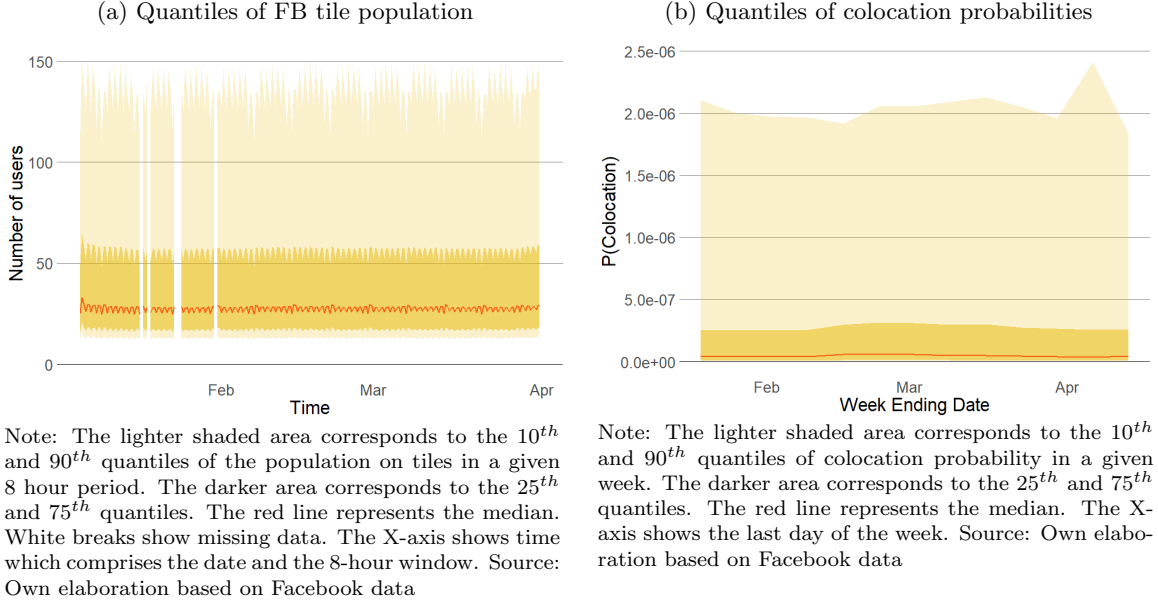 (a) Quantiles of FB tile population
150
100
50
0
Number of users
Feb
Mar
Apr
Time
Note: The lighter shaded area corresponds to the 10th
and 90th quantiles of the population on tiles in a given
8 hour period. The darker area corresponds to the 25th
and 75th quantiles. The red line represents the median.
White breaks show missing data. The X-axis shows time
which comprises the date and the 8-hour window. Source:
Own elaboration based on Facebook data
(b) Quantiles of colocation probabilities
2.5e-06
2.0e-06
1.5e-06
1.0e-06
5.0e-07
0.0e+00
P(Colocation)
Feb
Mar
Apr
Week Ending Date
Note: The lighter shaded area corresponds to the 10th
and 90th quantiles of colocation probability in a given
week. The darker area corresponds to the 25th and 75th
quantiles. The red line represents the median. The X-
axis shows the last day of the week. Source: Own elabo-
ration based on Facebook data